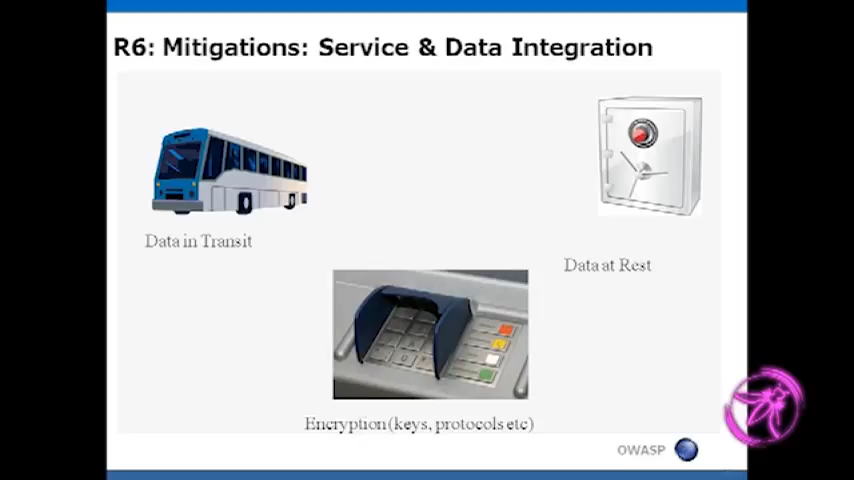 R6: Mitigations: Service & Data Integration
Data in Transit
Data at Rest
Encryption (keys, protocols etc)
OWASP